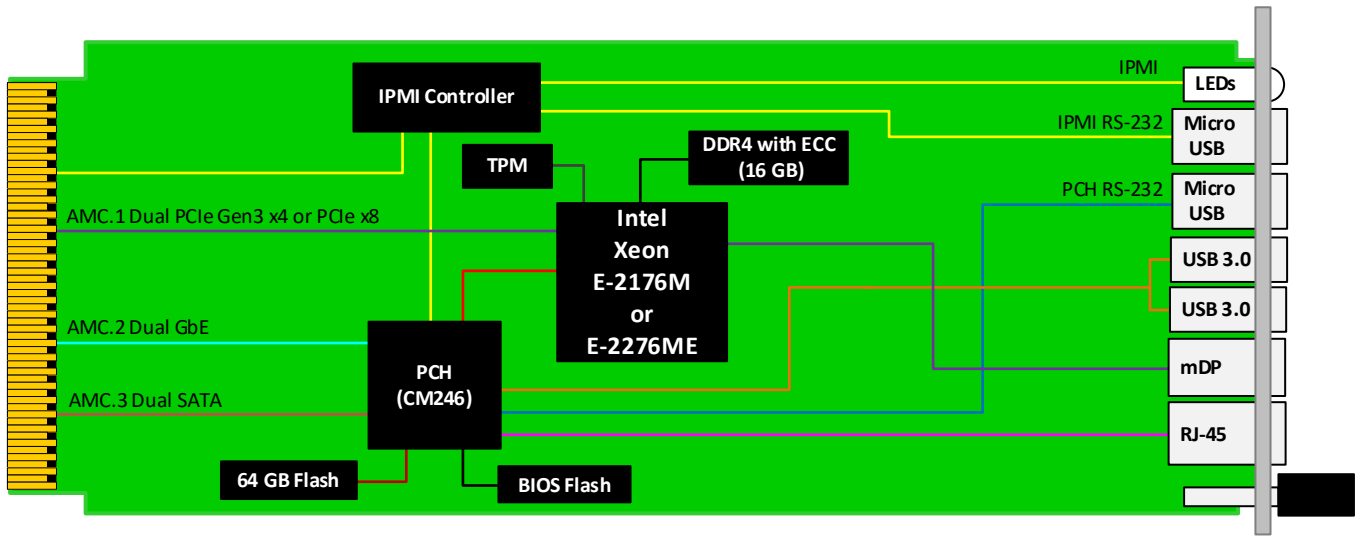 IPMI
LEDs
IPMI Controller
IPMI RS-232
Micro
USB
DDR4 with ECC
(16 GB)
TPM
PCH RS-232
Micro
USB
AMC.1 Dual PCIe Gen3 x4 or PCIe x8
Intel
Xeon
E-2176M
or
E-2276ME
USB 3.0
USB 3.0
AMC.2 Dual GbE
PCH
(CM246)
mDP
AMC.3 Dual SATA
RJ-45
64 GB Flash
BIOS Flash